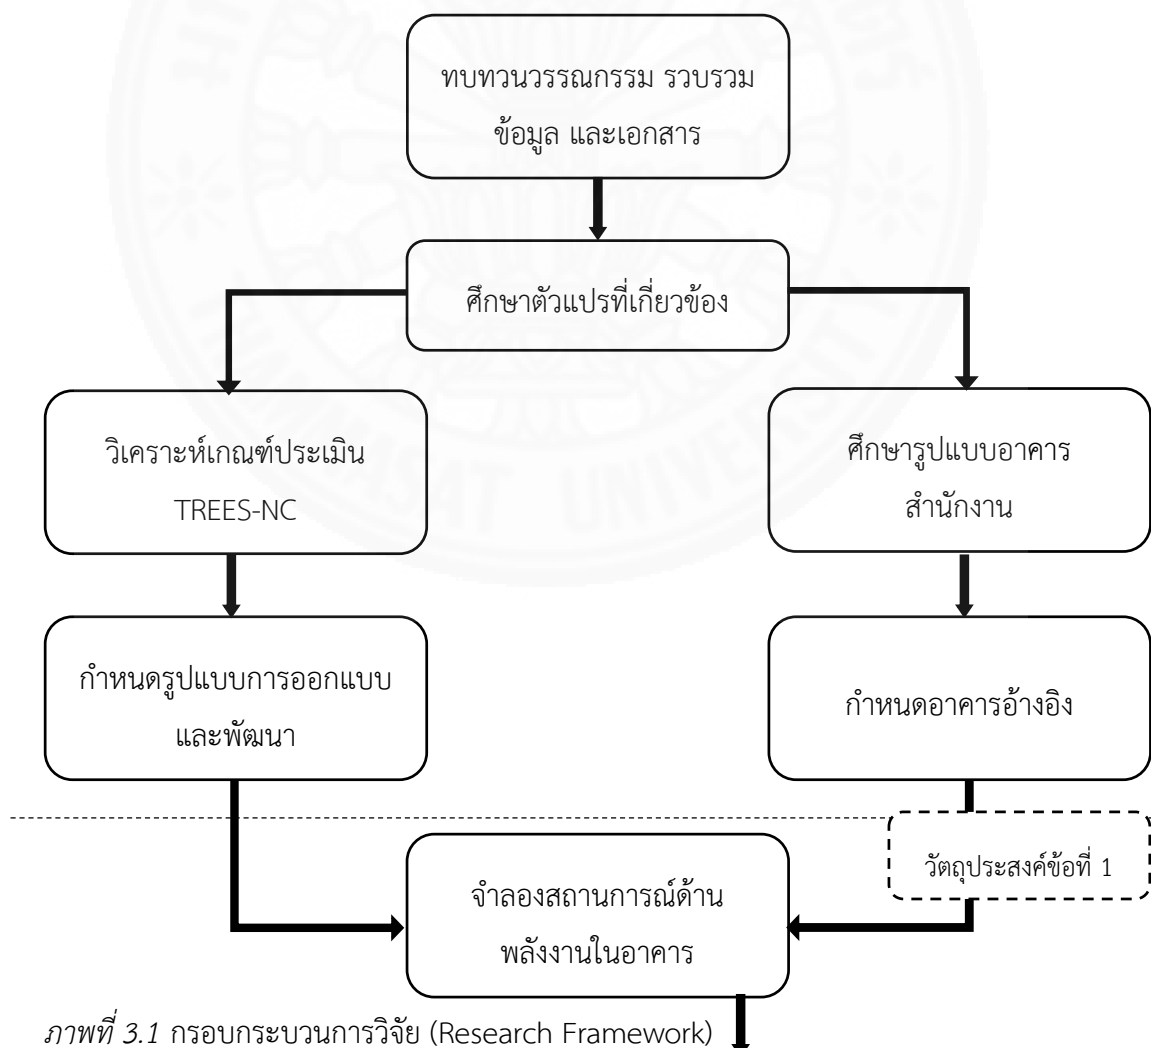 ทบทวนวรรณกรรม รวบรวม
ข้อมูล และเอกสาร
ศึกษาตัวแปรที่เกี่ยวข้อง
วิเคราะห์เกณฑ์ประเมิน
TREES-NC
ศึกษารูปแบบอาคาร
สำนักงาน
กำหนดรูปแบบการออกแบบ
และพัฒนา
กำหนดอาคารอ้างอิง
วัตถุประสงค์ข้อที่ 1
จำลองสถานการณ์ด้าน
พลังงานในอาคาร
ภาพที่ 3.1 กรอบกระบวนการวิจัย (Research Framework)